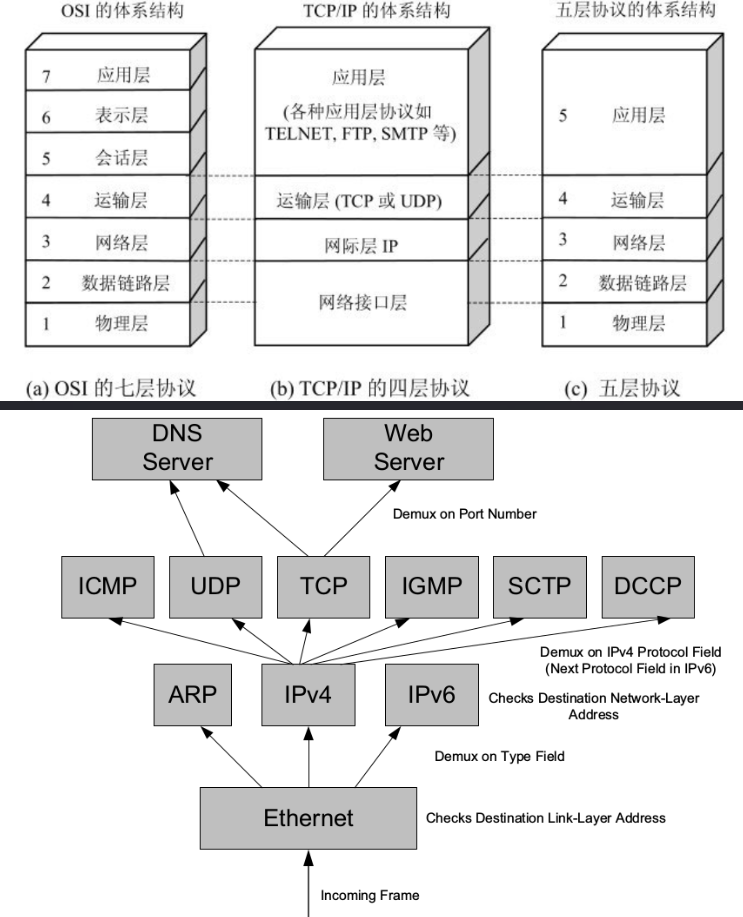 OSI 的体系结构
TCP/IP 的体系结构
五层协议的体系结构
7 应用层
6 表示层
5 会话层
4 运输层
3 网络层
2 数据链路层
1 物理层
应用层
(各种应用层协议如
TELNET, FTP, SMTP 等)
运输层 (TCP 或 UDP)
网际层 IP
网络接口层
5 应用层
4 运输层
3 网络层
2 数据链路层
1 物理层
(a) OSI 的七层协议
(b) TCP/IP 的四层协议
(c) 五层协议
DNS
Server
Web
Server
Demux on Port Number
ICMP
UDP
TCP
IGMP
SCTP
DCCP
Demux on IPv4 Protocol Field
(Next Protocol Field in IPv6)
ARP
IPv4
IPv6
Checks Destination Network-Layer
Address
Demux on Type Field
Ethernet
Checks Destination Link-Layer Address
Incoming Frame